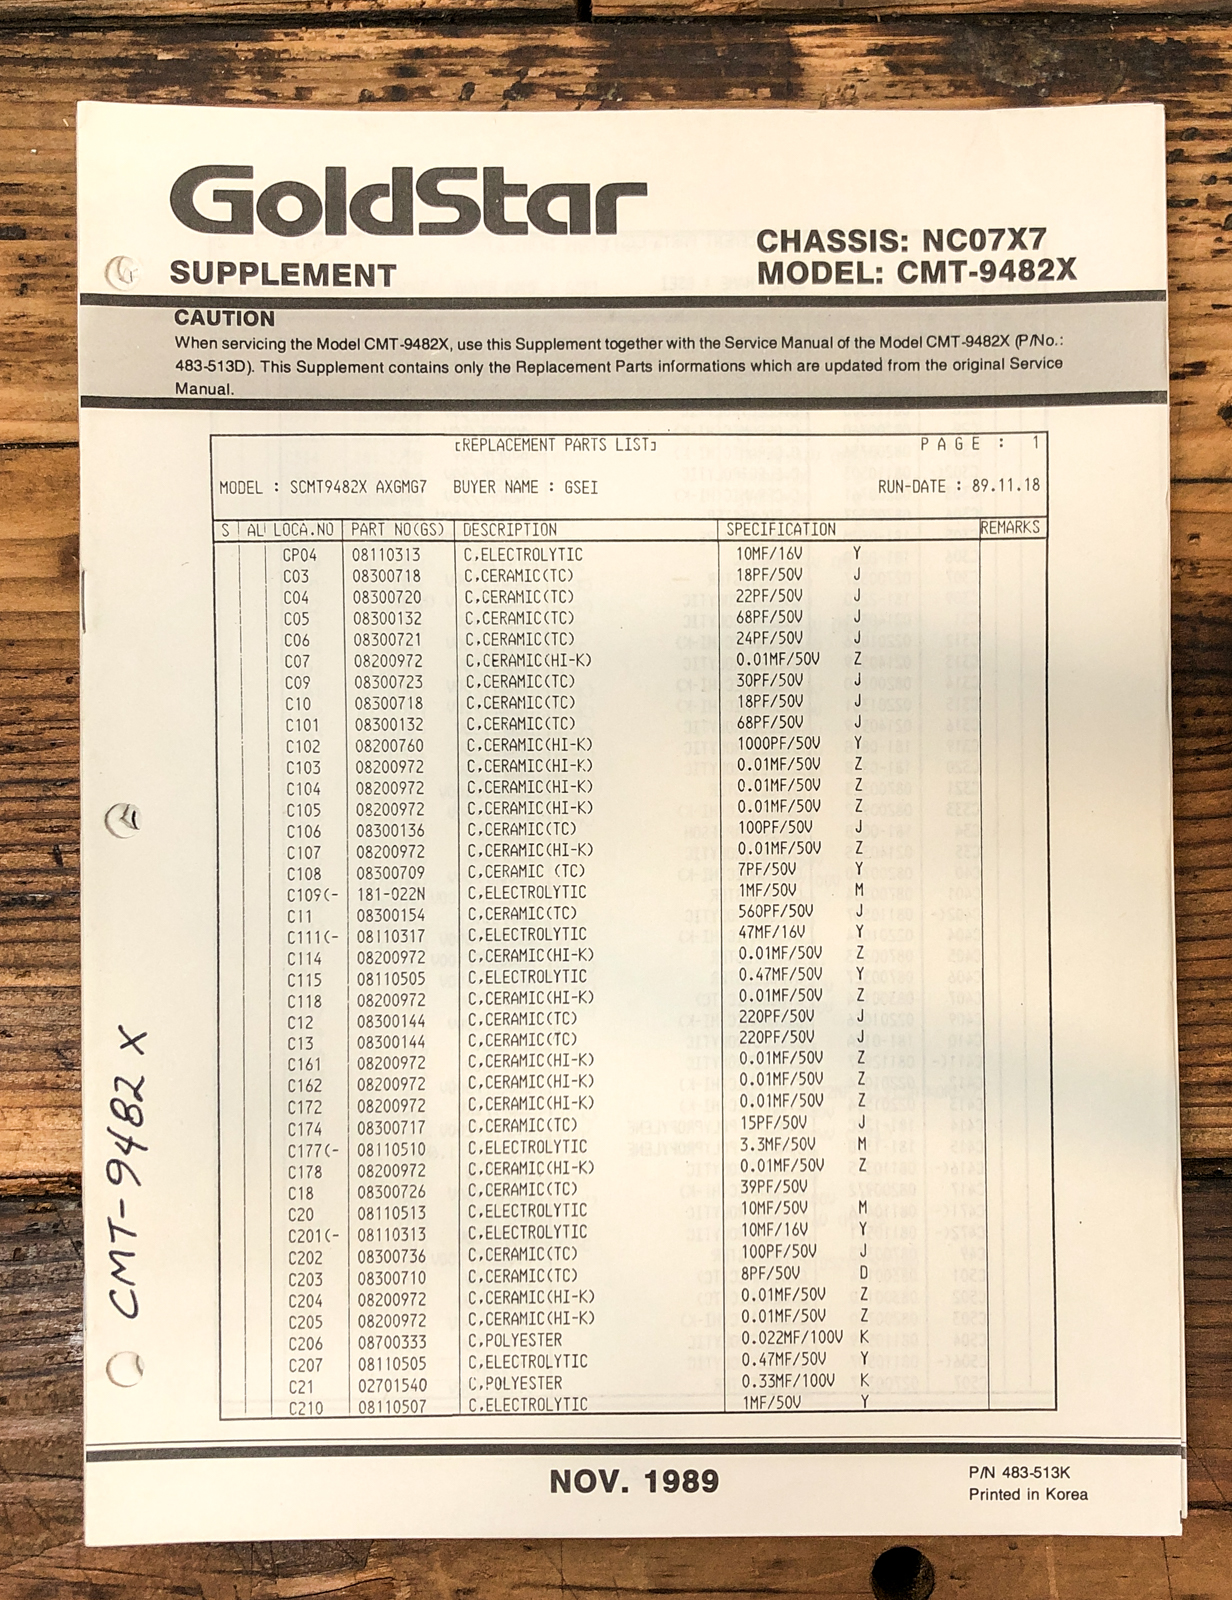 GoldStar
SUPPLEMENT
CHASSIS: NC07X7
MODEL: CMT-9482X
CAUTION
When servicing the Model CMT-9482X, use this Supplement together with the Service Manual of the Model CMT-9482X (P/No.:
483-513D). This Supplement contains only the Replacement Parts informations which are updated from the original Service
Manual.
[REPLACEMENT PARTS LIST] PAGE : 1
MODEL : SCMT9482X AXGMG7 BUYER NAME : GSEI RUN-DATE : 89.11.18
S AL LOCA.NO PART NO(GS) DESCRIPTION SPECIFICATION REMARKS
CP04 08110313 C,ELECTROLYTIC 10MF/16V Y
C03 08300718 C,CERAMIC(TC) 18PF/50V J
C04 08300720 C,CERAMIC(TC) 22PF/50V J
C05 08300132 C,CERAMIC(TC) 68PF/50V J
C06 08300721 C,CERAMIC(TC) 24PF/50V J
C07 08200972 C,CERAMIC(HI-K) 0.01MF/50V Z
C09 08300723 C,CERAMIC(TC) 30PF/50V J
C10 08300718 C,CERAMIC(TC) 18PF/50V J
C101 08300132 C,CERAMIC(TC) 68PF/50V J
C102 08200760 C,CERAMIC(HI-K) 1000PF/50V Y
C103 08200972 C,CERAMIC(HI-K) 0.01MF/50V Z
C104 08200972 C,CERAMIC(HI-K) 0.01MF/50V Z
C105 08200972 C,CERAMIC(HI-K) 0.01MF/50V Z
C106 08300136 C,CERAMIC(TC) 100PF/50V J
C107 08200972 C,CERAMIC(HI-K) 0.01MF/50V Z
C108 08300709 C,CERAMIC (TC) 7PF/50V Y
C109(- 181-022N C,ELECTROLYTIC 1MF/50V M
C11 08300154 C,CERAMIC(TC) 560PF/50V J
C111(- 08110317 C,ELECTROLYTIC 47MF/16V Y
C114 08200972 C,CERAMIC(HI-K) 0.01MF/50V Z
C115 08110505 C,ELECTROLYTIC 0.47MF/50V Y
C118 08200972 C,CERAMIC(HI-K) 0.01MF/50V Z
C12 08300144 C,CERAMIC(TC) 220PF/50V J
C13 08300144 C,CERAMIC(TC) 220PF/50V J
C161 08200972 C,CERAMIC(HI-K) 0.01MF/50V Z
C162 08200972 C,CERAMIC(HI-K) 0.01MF/50V Z
C172 08200972 C,CERAMIC(HI-K) 0.01MF/50V Z
C174 08300717 C,CERAMIC(TC) 15PF/50V J
C177(- 08110510 C,ELECTROLYTIC 3.3MF/50V M
C178 08200972 C,CERAMIC(HI-K) 0.01MF/50V Z
C18 08300726 C,CERAMIC(TC) 39PF/50V
C20 08110513 C,ELECTROLYTIC 10MF/50V M
C201(- 08110313 C,ELECTROLYTIC 10MF/16V Y
C202 08300736 C,CERAMIC(TC) 100PF/50V J
C203 08300710 C,CERAMIC(TC) 8PF/50V D
C204 08200972 C,CERAMIC(HI-K) 0.01MF/50V Z
C205 08200972 C,CERAMIC(HI-K) 0.01MF/50V Z
C206 08700333 C,POLYESTER 0.022MF/100V K
C207 08110505 C,ELECTROLYTIC 0.47MF/50V Y
C21 02701540 C,POLYESTER 0.33MF/100V K
C210 08110507 C,ELECTROLYTIC 1MF/50V Y
CMT-9482 X
NOV. 1989
P/N 483-513K
Printed in Korea